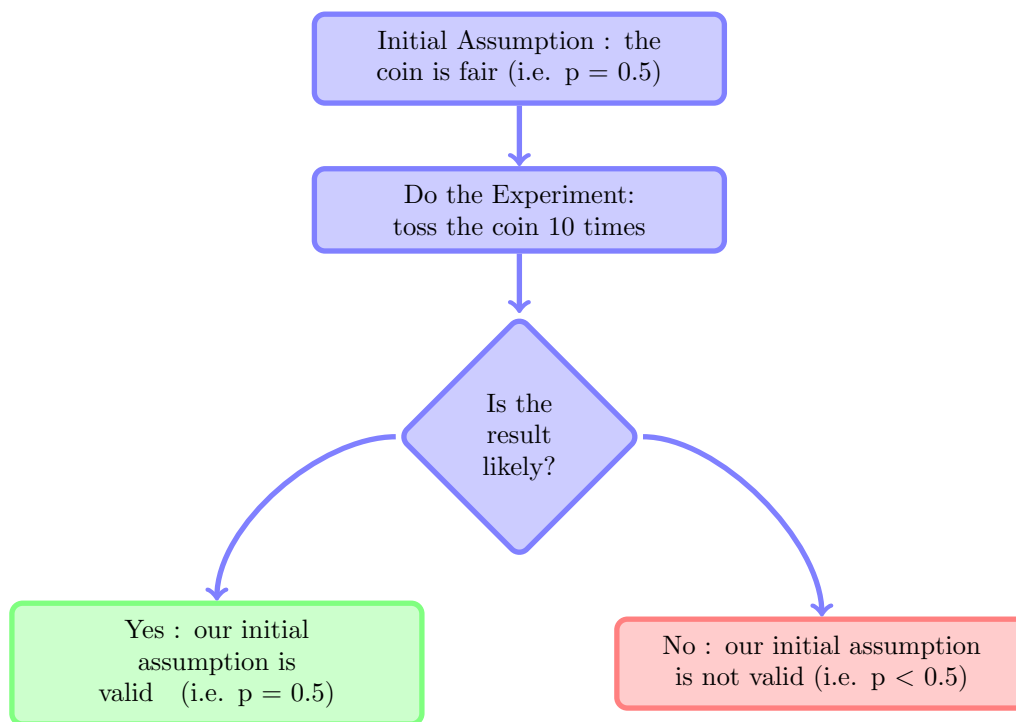 Initial Assumption : the
coin is fair (i.e. p = 0.5)
Do the Experiment:
toss the coin 10 times
Is the
result
likely?
Yes : our initial
assumption is
valid (i.e. p = 0.5)
No : our initial assumption
is not valid (i.e. p < 0.5)